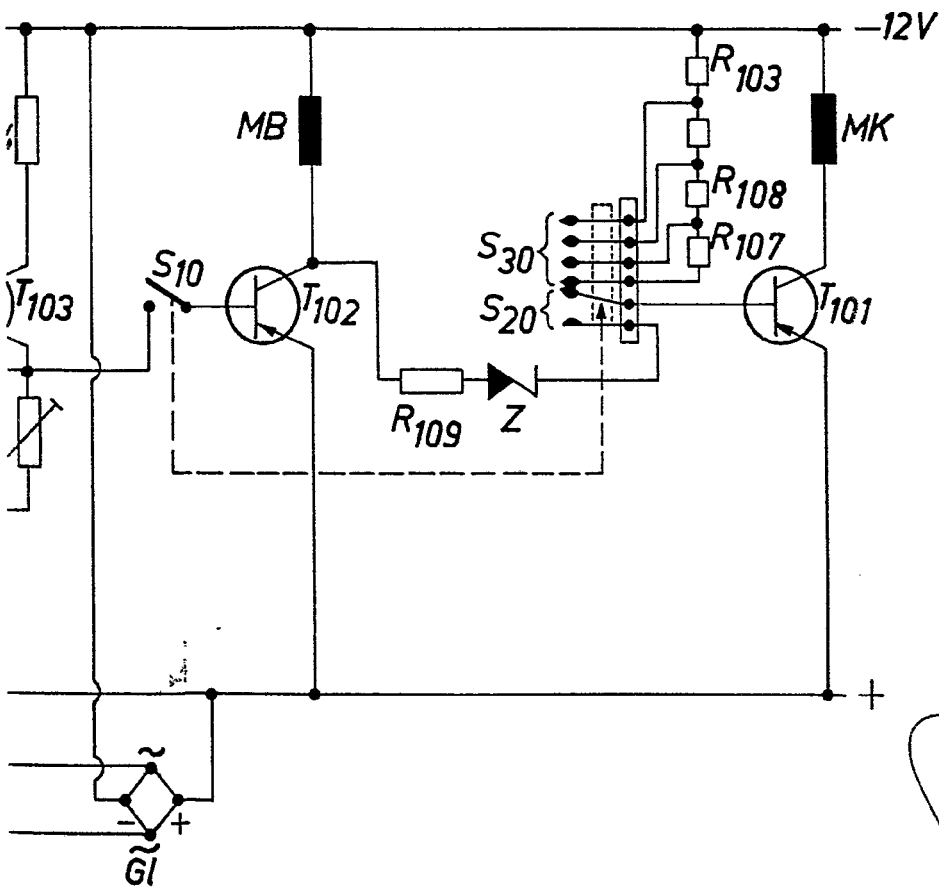 −12V
R103
MB
MK
R108
S30
R107
S10
T103
T102
S20
T101
R109
Z
+
~
− +
~
Gl